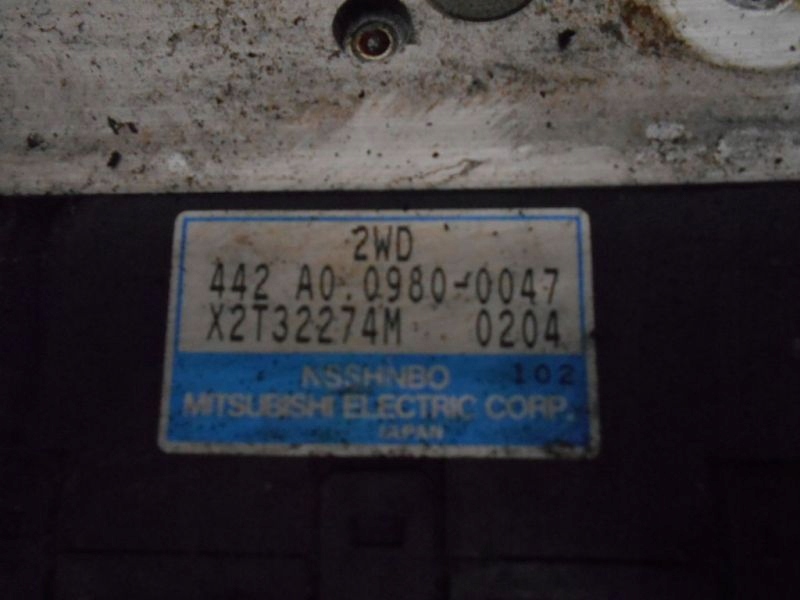 2WD
442 A0.0980-0047
X2T32274M 0204
NSSHNBO 102
MITSUBISHI ELECTRIC CORP.
JAPAN